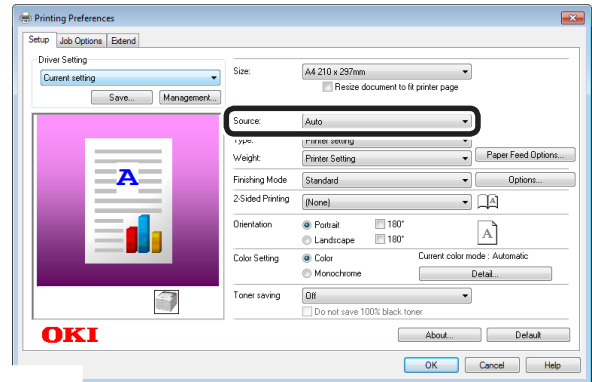 Printing Preferences
Setup Job Options Extend
Driver Setting
Current setting
Save... Management...
Size: A4 210 x 297mm
Resize document to fit printer page
Source: Auto
Type: Printer setting
Weight: Printer Setting Paper Feed Options...
Finishing Mode Standard Options...
2-Sided Printing (None) A
Orientation Portrait 180°
Landscape 180°
A
Color Setting Color Current color mode : Automatic
Monochrome Detail...
Toner saving Off
Do not save 100% black toner
A
OKI
About... Default
OK Cancel Help